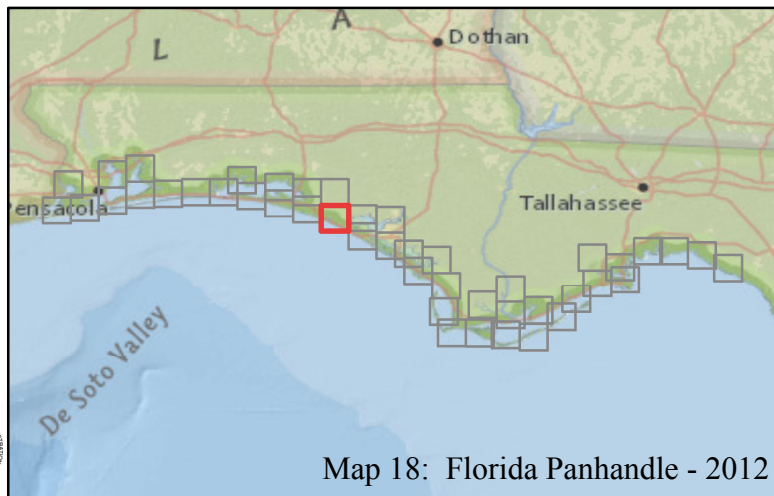 L
A
Dothan
Pensacola
Tallahassee
De Soto Valley
Map 18: Florida Panhandle - 2012